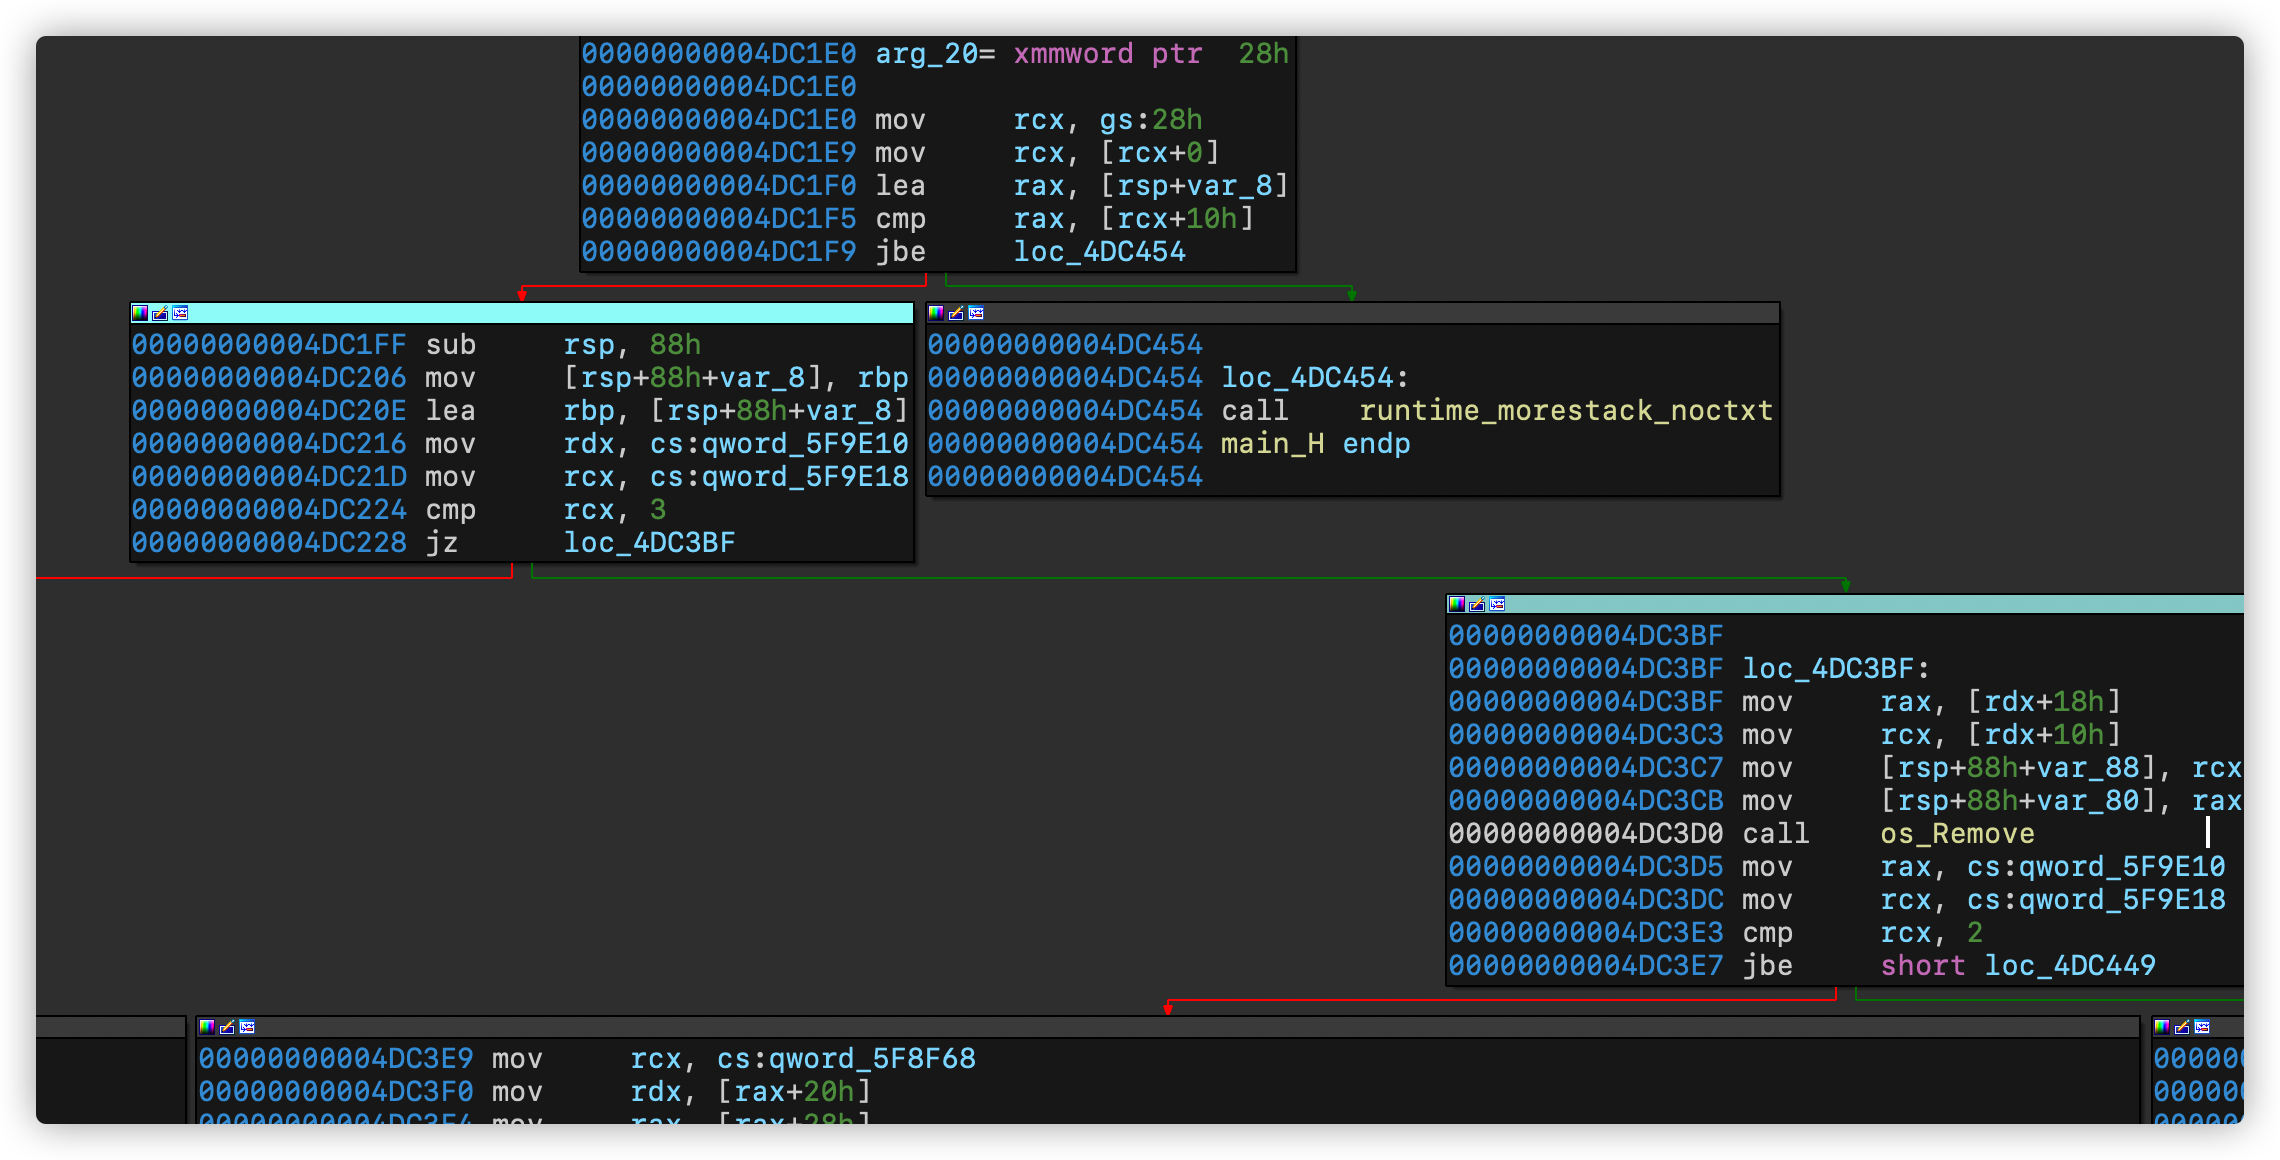 00000000004DC1E0 arg_20= xmmword ptr  28h
00000000004DC1E0
00000000004DC1E0 mov     rcx, gs:28h
00000000004DC1E9 mov     rcx, [rcx+0]
00000000004DC1F0 lea     rax, [rsp+var_8]
00000000004DC1F5 cmp     rax, [rcx+10h]
00000000004DC1F9 jbe     loc_4DC454
00000000004DC1FF sub     rsp, 88h
00000000004DC206 mov     [rsp+88h+var_8], rbp
00000000004DC20E lea     rbp, [rsp+88h+var_8]
00000000004DC216 mov     rdx, cs:qword_5F9E10
00000000004DC21D mov     rcx, cs:qword_5F9E18
00000000004DC224 cmp     rcx, 3
00000000004DC228 jz      loc_4DC3BF
00000000004DC454
00000000004DC454 loc_4DC454:
00000000004DC454 call    runtime_morestack_noctxt
00000000004DC454 main_H endp
00000000004DC454
00000000004DC3BF
00000000004DC3BF loc_4DC3BF:
00000000004DC3BF mov     rax, [rdx+18h]
00000000004DC3C3 mov     rcx, [rdx+10h]
00000000004DC3C7 mov     [rsp+88h+var_88], rcx
00000000004DC3CB mov     [rsp+88h+var_80], rax
00000000004DC3D0 call    os_Remove
00000000004DC3D5 mov     rax, cs:qword_5F9E10
00000000004DC3DC mov     rcx, cs:qword_5F9E18
00000000004DC3E3 cmp     rcx, 2
00000000004DC3E7 jbe     short loc_4DC449
00000000004DC3E9 mov     rcx, cs:qword_5F8F68
00000000004DC3F0 mov     rdx, [rax+20h]
00000000004DC3F4 mov     rax, [rax+28h]